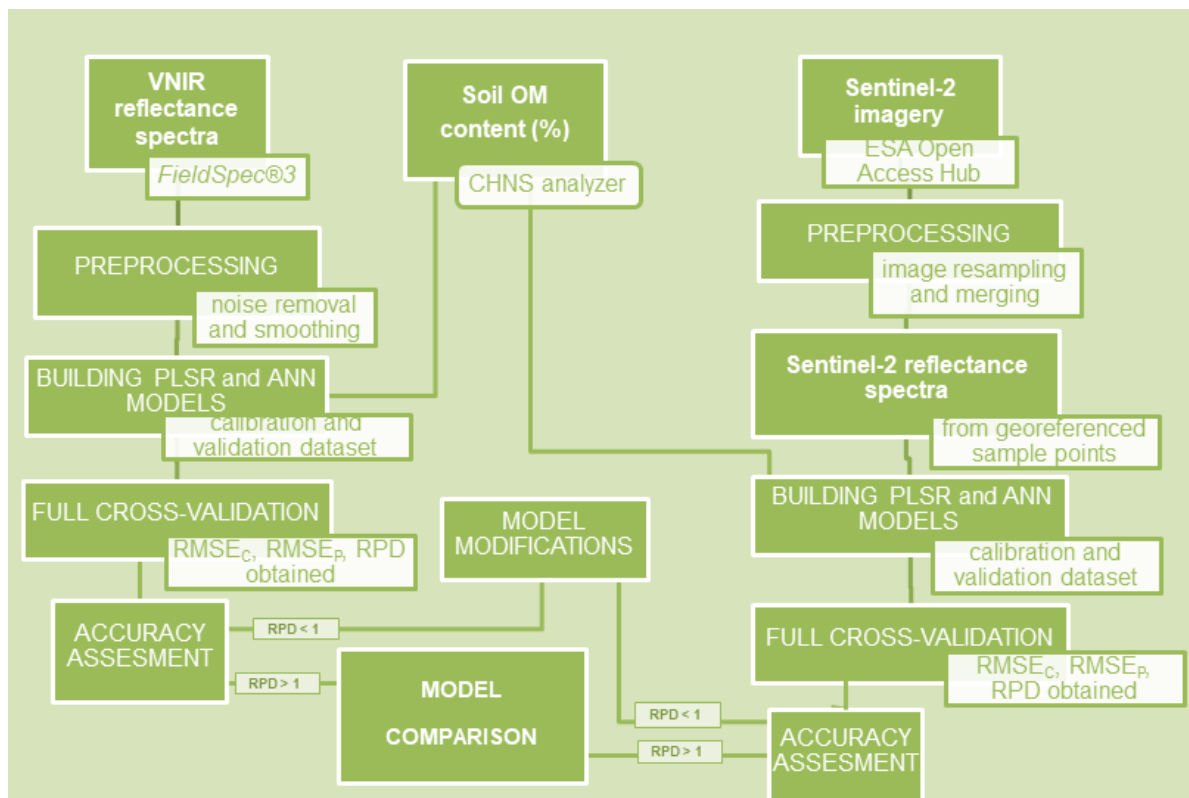 VNIR
reflectance
spectra
FieldSpec®3
PREPROCESSING
noise removal
and smoothing
BUILDING PLSR and ANN
MODELS
calibration and
validation dataset
FULL CROSS-VALIDATION
RMSEC, RMSEP, RPD
obtained
ACCURACY
ASSESMENT
RPD < 1
RPD > 1
Soil OM
content (%)
CHNS analyzer
MODEL
MODIFICATIONS
MODEL
COMPARISON
Sentinel-2
imagery
ESA Open
Access Hub
PREPROCESSING
image resampling
and merging
Sentinel-2 reflectance
spectra
from georeferenced
sample points
BUILDING PLSR and ANN
MODELS
calibration and
validation dataset
FULL CROSS-VALIDATION
RMSEC, RMSEP,
RPD obtained
RPD < 1
RPD > 1
ACCURACY
ASSESMENT